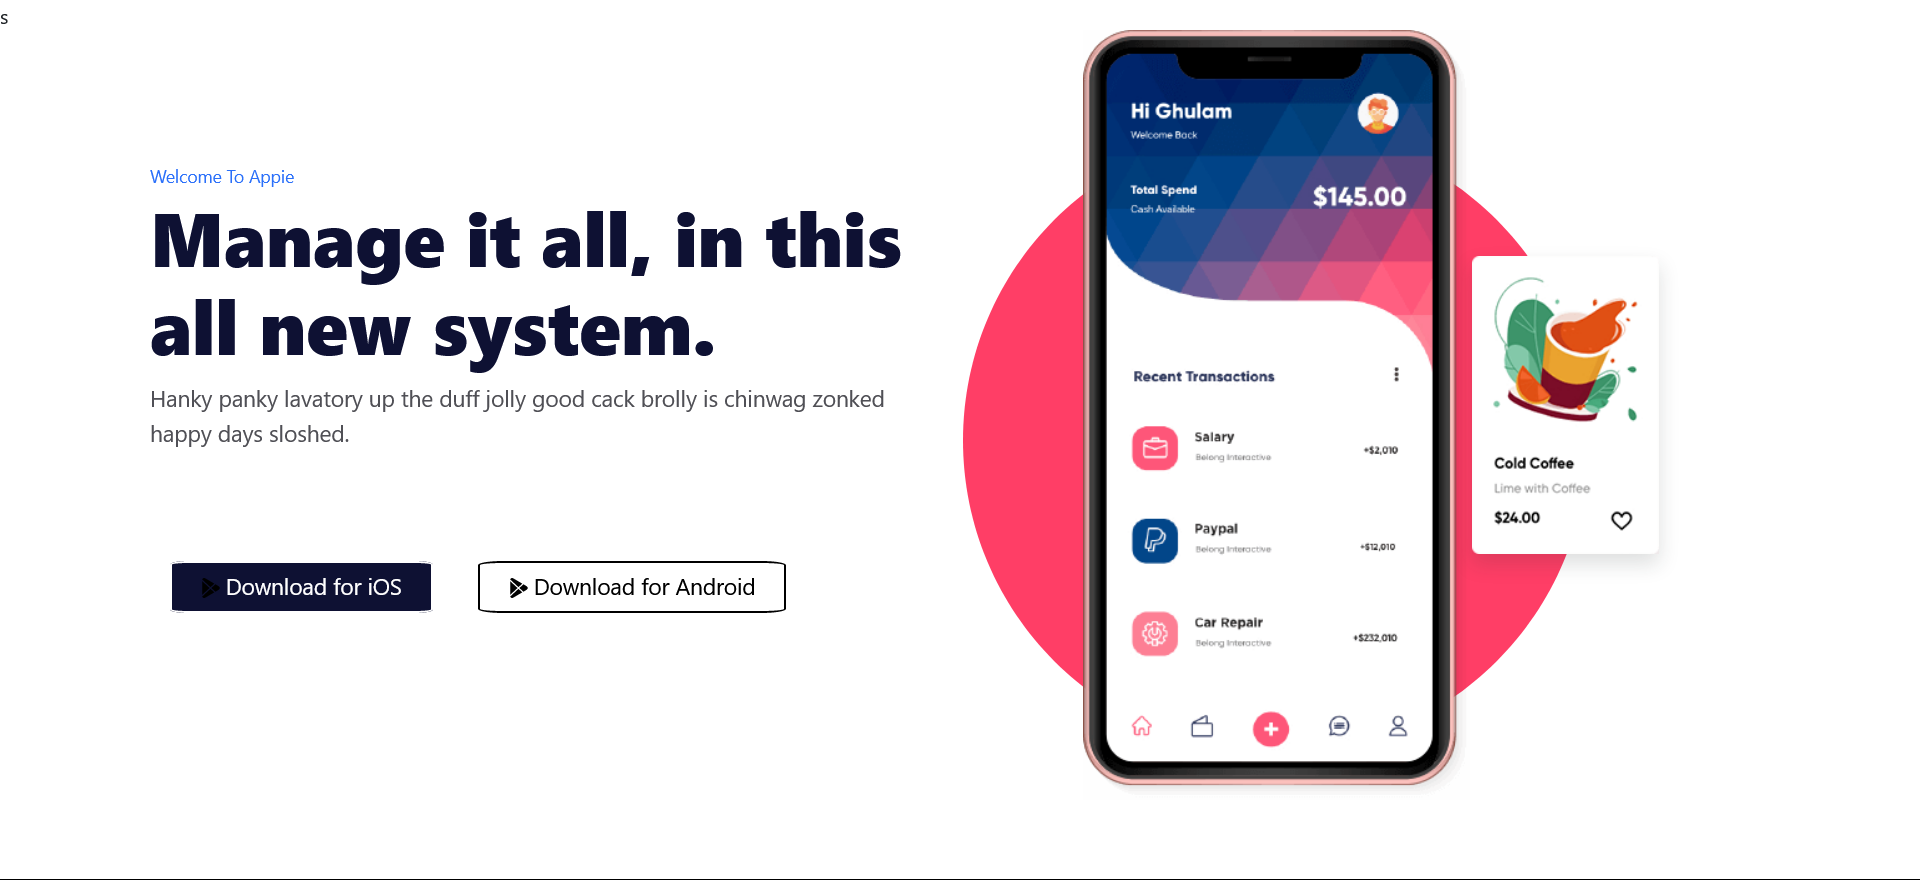 s
Welcome To Appie
Manage it all, in this
all new system.
Hanky panky lavatory up the duff jolly good cack brolly is chinwag zonked
happy days sloshed.
Download for iOS
Download for Android
Hi Ghulam
Welcome Back
Total Spend
Cash Available
$145.00
Recent Transactions
Salary
Belong Interactive
+$2,010
Paypal
Belong Interactive
+$12,010
Car Repair
Belong Interactive
+$232,010
Cold Coffee
Lime with Coffee
$24.00